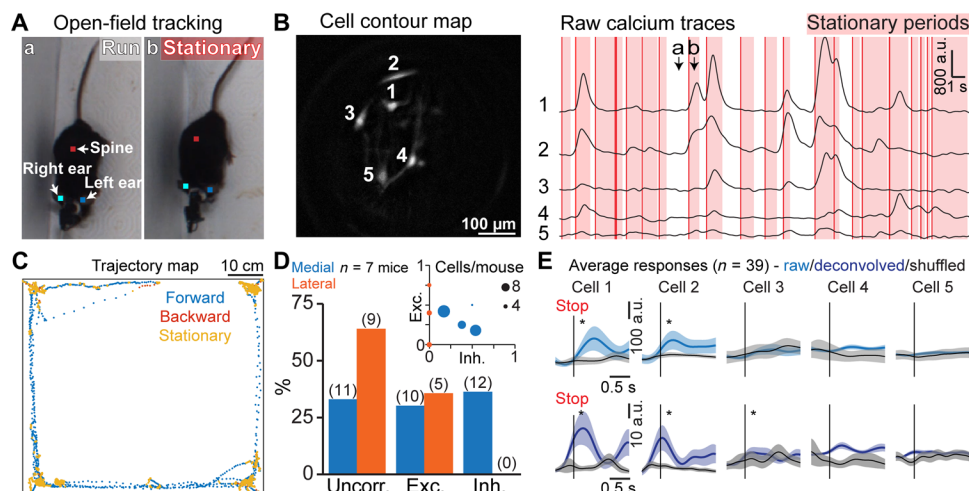 A Open-field tracking
a Run b Stationary
Spine
Right ear
Left ear
B Cell contour map
2
1
3
4
5
100 µm
Raw calcium traces Stationary periods
a b
800 a.u.
1 s
1
2
3
4
5
C Trajectory map 10 cm
Forward
Backward
Stationary
D Medial n = 7 mice
Lateral
Cells/mouse
8
4
1
Exc.
0
0 Inh. 1
75
50
%
25
0
(11) (9) (10) (5) (12) (0)
Uncorr. Exc. Inh.
E Average responses (n = 39) - raw/deconvolved/shuffled
Cell 1 Cell 2 Cell 3 Cell 4 Cell 5
Stop
* *
100 a.u.
0.5 s
Stop
* * *
10 a.u.
0.5 s